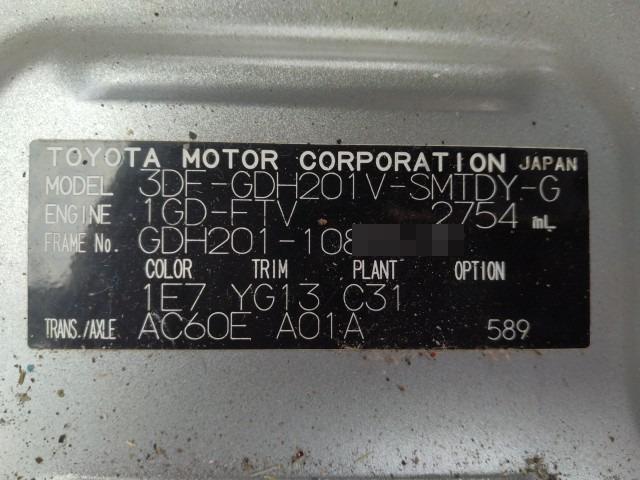 TOYOTA MOTOR CORPORATION JAPAN
MODEL 3DF-GDH201V-SMTDY-G
ENGINE 1GD-FTV 2754 mL
FRAME No. GDH201-108
COLOR TRIM PLANT OPTION
1E7 YG13 C31
TRANS./AXLE AC60E A01A 589